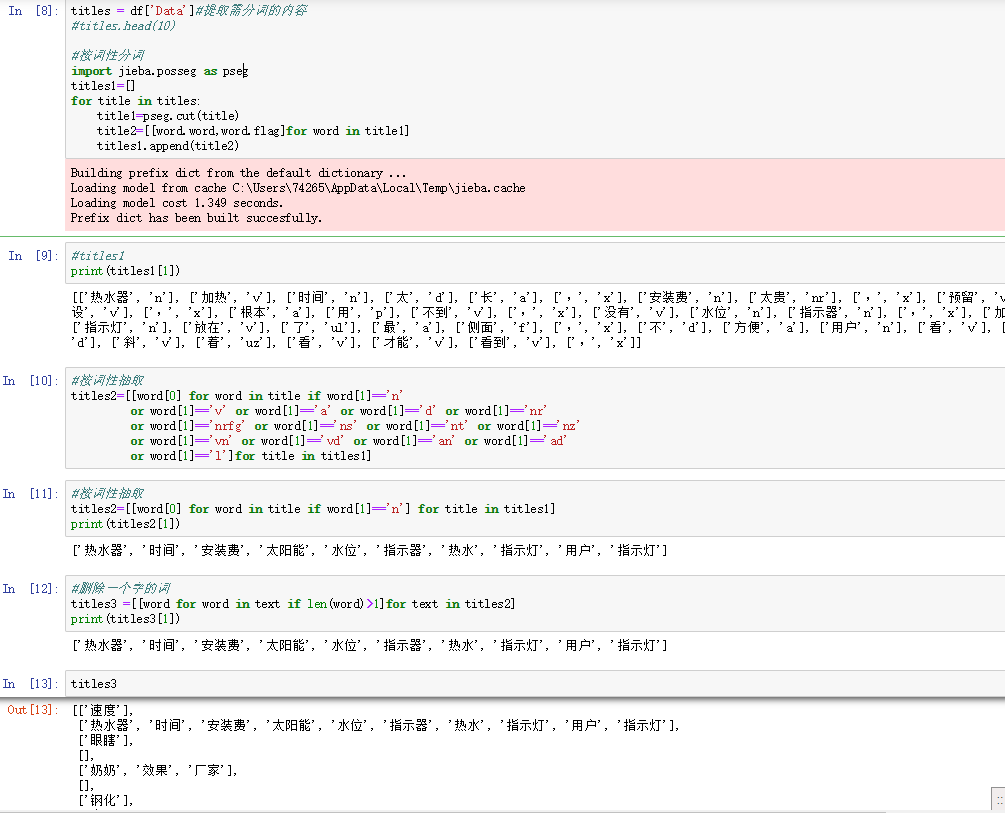 In [8]: titles = df['Data']#提取需分词的内容
#titles.head(10)
#按词性分词
import jieba.posseg as pseg
titles1=[]
for title in titles:
title1=pseg.cut(title)
title2=[[word.word,word.flag]for word in title1]
titles1.append(title2)
Building prefix dict from the default dictionary ...
Loading model from cache C:\Users\74265\AppData\Local\Temp\jieba.cache
Loading model cost 1.349 seconds.
Prefix dict has been built succesfully.
In [9]: #titles1
print(titles1[1])
[['热水器', 'n'], ['加热', 'v'], ['时间', 'n'], ['太', 'd'], ['长', 'a'], [',', 'x'], ['安装费', 'n'], ['太贵', 'nr'], [',', 'x'], ['预留', 'v
设', 'v'], [',', 'x'], ['根本', 'a'], ['用', 'p'], ['不到', 'v'], [',', 'x'], ['没有', 'v'], ['水位', 'n'], ['指示器', 'n'], [',', 'x'], ['加
['指示灯', 'n'], ['放在', 'v'], ['了', 'ul'], ['最', 'a'], ['侧面', 'f'], [',', 'x'], ['不', 'd'], ['方便', 'a'], ['用户', 'n'], ['看', 'v'], [
'd'], ['斜', 'v'], ['着', 'uz'], ['看', 'v'], ['才能', 'v'], ['看到', 'v'], [',', 'x']]
In [10]: #按词性抽取
titles2=[[word[0] for word in title if word[1]=='n'
or word[1]=='v' or word[1]=='a' or word[1]=='d' or word[1]=='nr'
or word[1]=='nrfg' or word[1]=='ns' or word[1]=='nt' or word[1]=='nz'
or word[1]=='vn' or word[1]=='vd' or word[1]=='an' or word[1]=='ad'
or word[1]=='l']for title in titles1]
In [11]: #按词性抽取
titles2=[[word[0] for word in title if word[1]=='n'] for title in titles1]
print(titles2[1])
['热水器', '时间', '安装费', '太阳能', '水位', '指示器', '热水', '指示灯', '用户', '指示灯']
In [12]: #删除一个字的词
titles3 =[[word for word in text if len(word)>1]for text in titles2]
print(titles3[1])
['热水器', '时间', '安装费', '太阳能', '水位', '指示器', '热水', '指示灯', '用户', '指示灯']
In [13]: titles3
Out[13]: [['速度'],
['热水器', '时间', '安装费', '太阳能', '水位', '指示器', '热水', '指示灯', '用户', '指示灯'],
['眼瞎'],
[],
['奶奶', '效果', '厂家'],
[],
['钢化'],